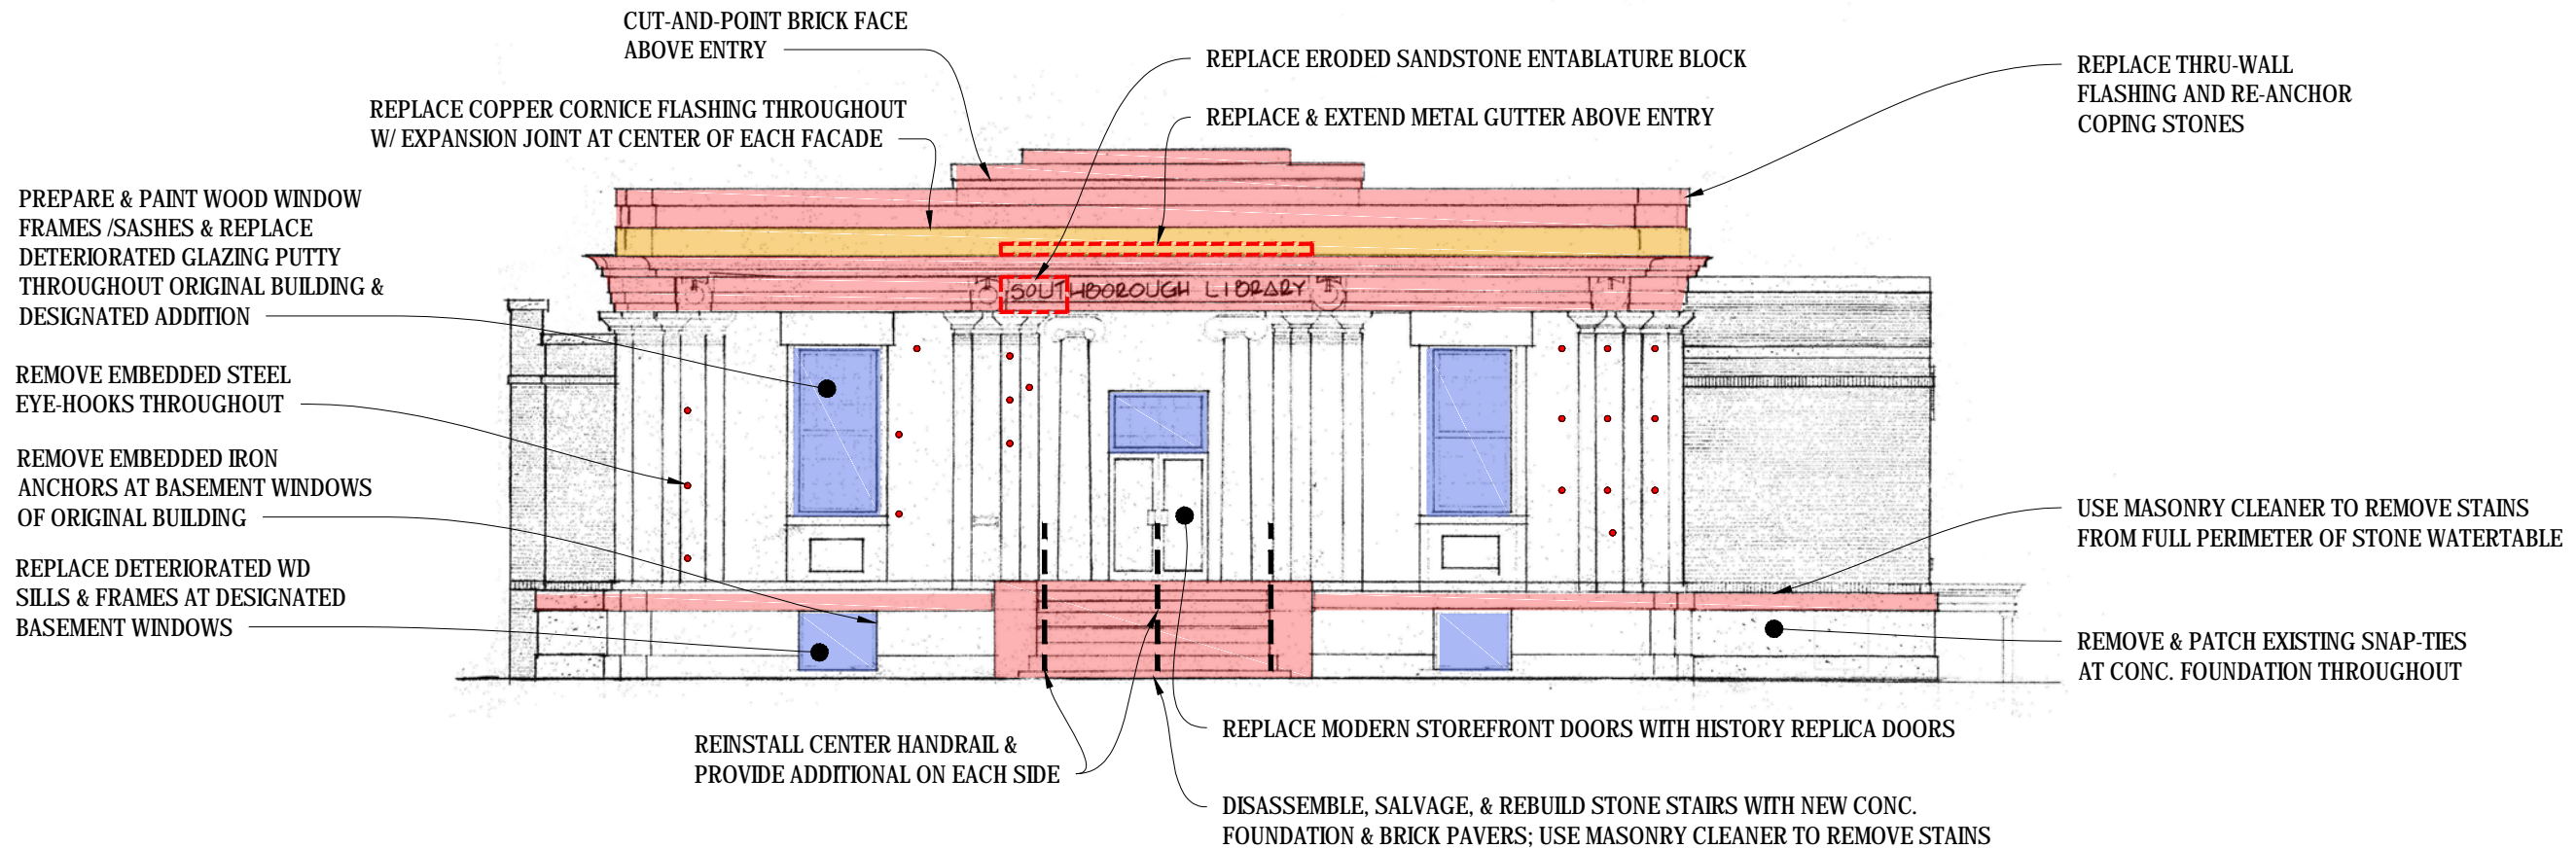 CUT-AND-POINT BRICK FACE
ABOVE ENTRY
REPLACE COPPER CORNICE FLASHING THROUGHOUT
W/ EXPANSION JOINT AT CENTER OF EACH FACADE
REPLACE ERODED SANDSTONE ENTABLATURE BLOCK
REPLACE & EXTEND METAL GUTTER ABOVE ENTRY
REPLACE THRU-WALL
FLASHING AND RE-ANCHOR
COPING STONES
PREPARE & PAINT WOOD WINDOW
FRAMES /SASHES & REPLACE
DETERIORATED GLAZING PUTTY
THROUGHOUT ORIGINAL BUILDING &
DESIGNATED ADDITION
SOUTHBOROUGH LIBRARY
REMOVE EMBEDDED STEEL
EYE-HOOKS THROUGHOUT
REMOVE EMBEDDED IRON
ANCHORS AT BASEMENT WINDOWS
OF ORIGINAL BUILDING
REPLACE DETERIORATED WD
SILLS & FRAMES AT DESIGNATED
BASEMENT WINDOWS
USE MASONRY CLEANER TO REMOVE STAINS
FROM FULL PERIMETER OF STONE WATERTABLE
REMOVE & PATCH EXISTING SNAP-TIES
AT CONC. FOUNDATION THROUGHOUT
REINSTALL CENTER HANDRAIL &
PROVIDE ADDITIONAL ON EACH SIDE
REPLACE MODERN STOREFRONT DOORS WITH HISTORY REPLICA DOORS
DISASSEMBLE, SALVAGE, & REBUILD STONE STAIRS WITH NEW CONC.
FOUNDATION & BRICK PAVERS; USE MASONRY CLEANER TO REMOVE STAINS